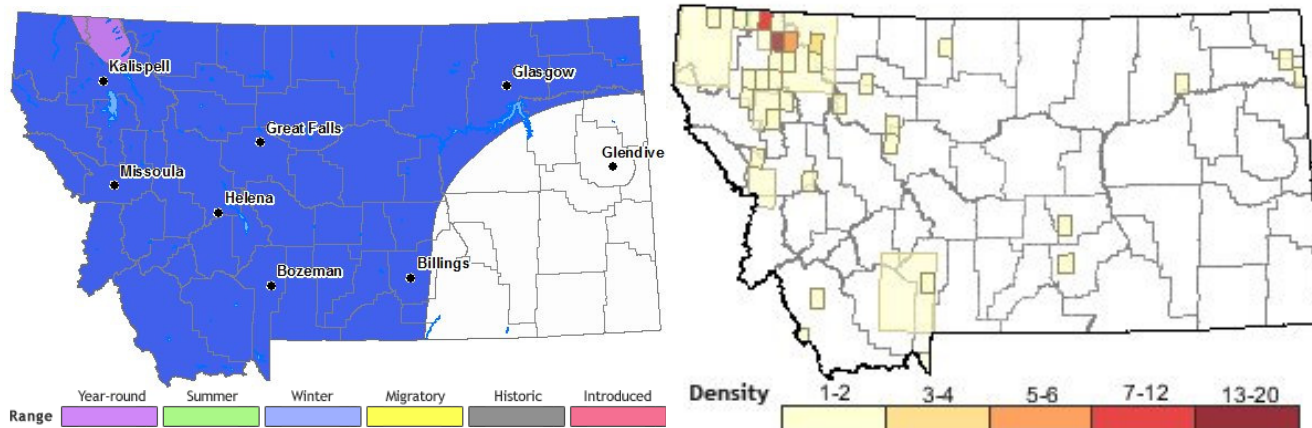 Kalispell
Glasgow
Great Falls
Glendive
Missoula
Helena
Bozeman
Billings
Year-round Summer Winter Migratory Historic Introduced
Range
Density 1-2 3-4 5-6 7-12 13-20